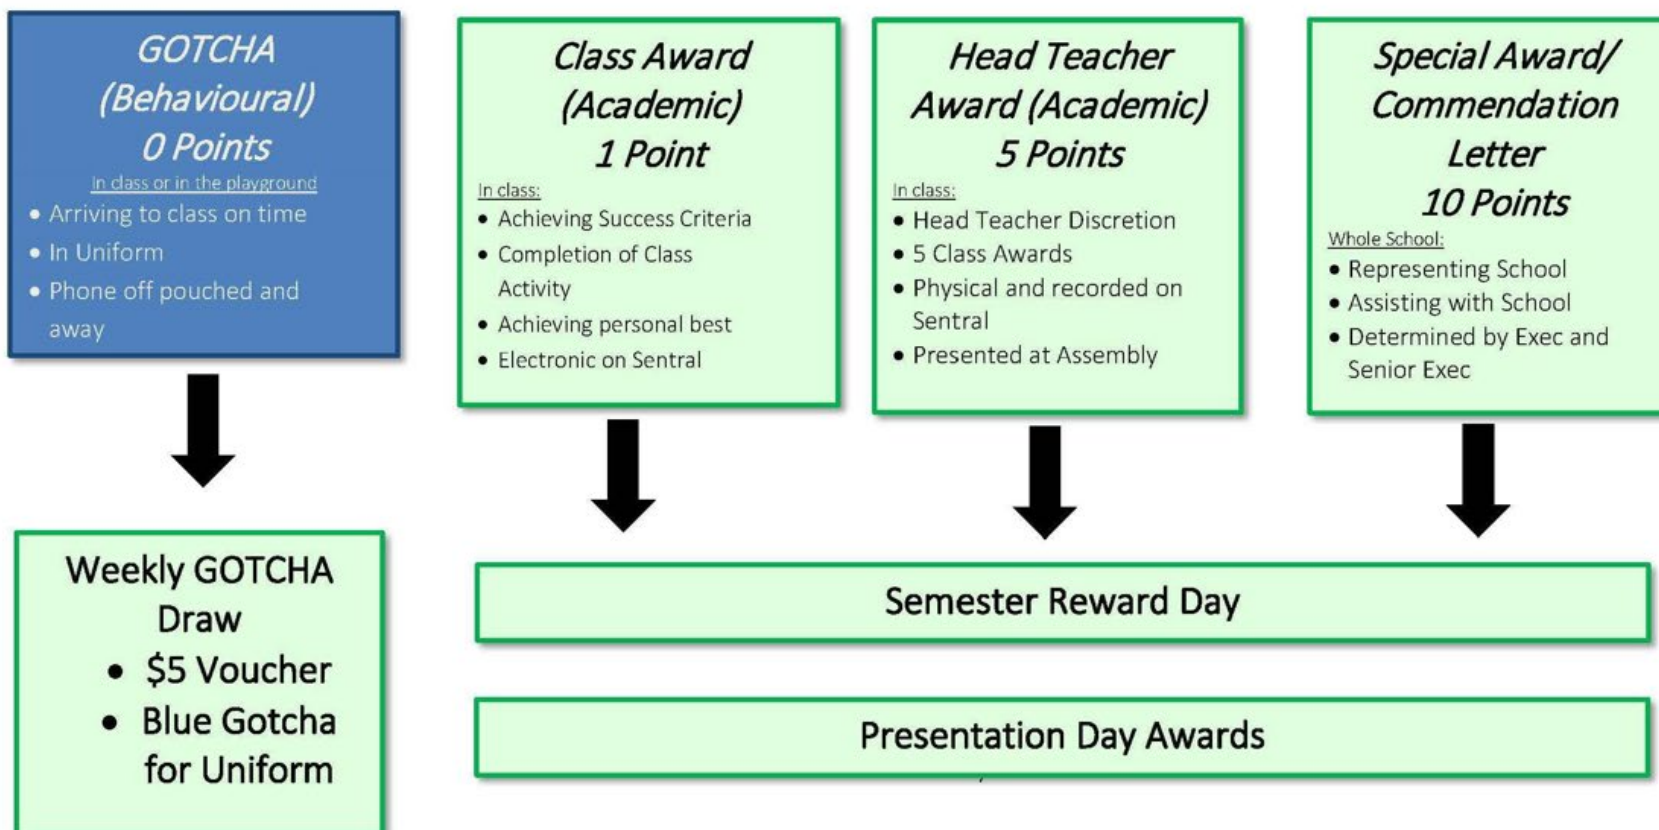 GOTCHA
(Behavioural)
0 Points
In class or in the playground
• Arriving to class on time
• In Uniform
• Phone off pouched and
away
Class Award
(Academic)
1 Point
In class:
• Achieving Success Criteria
• Completion of Class
Activity
• Achieving personal best
• Electronic on Sentral
Head Teacher
Award (Academic)
5 Points
In class:
• Head Teacher Discretion
• 5 Class Awards
• Physical and recorded on
Sentral
• Presented at Assembly
Special Award/
Commendation
Letter
10 Points
Whole School:
• Representing School
• Assisting with School
• Determined by Exec and
Senior Exec
Weekly GOTCHA
Draw
• $5 Voucher
• Blue Gotcha
for Uniform
Semester Reward Day
Presentation Day Awards